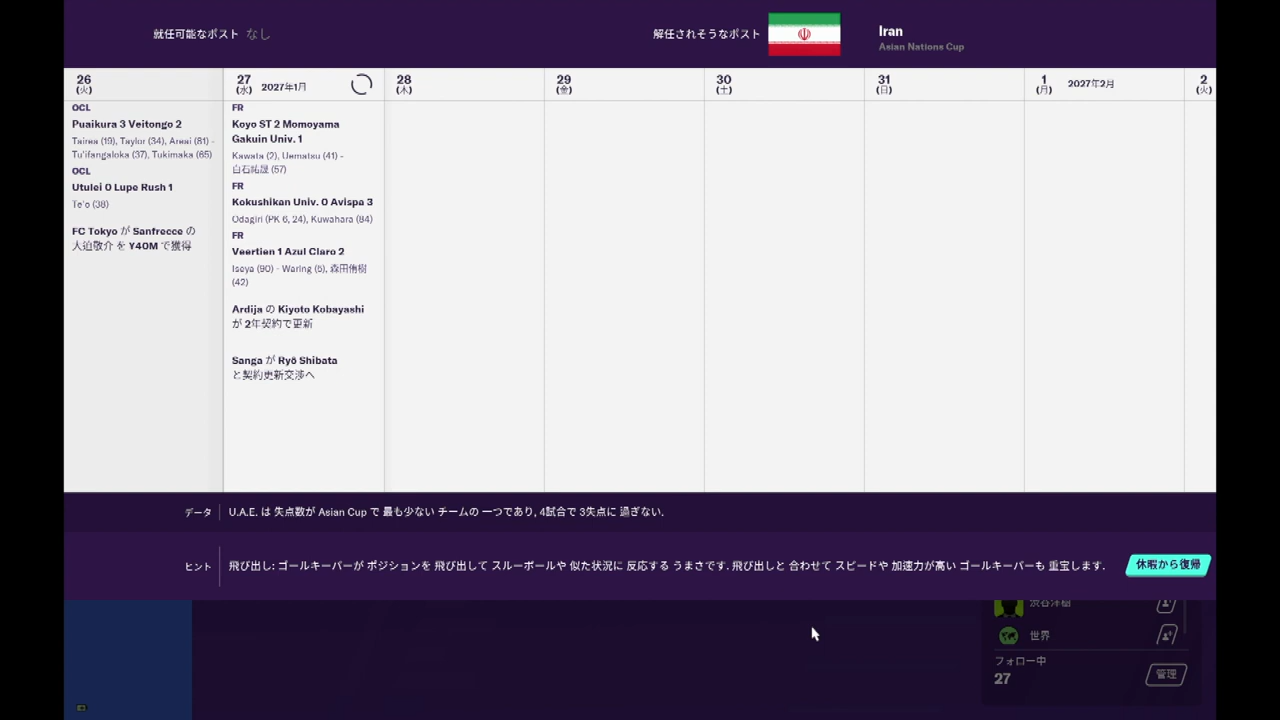 就任可能なポスト なし
解任されそうなポスト
Iran
Asian Nations Cup
26
(火)
27
(水) 2027年1月
28
(木)
29
(金)
30
(土)
31
(日)
1
(月) 2027年2月
2
(火)
OCL
Puaikura 3 Veitongo 2
Tairea (19), Taylor (34), Areai (81) -
Tu'ifangaloka (37), Tukimaka (65)
OCL
Utulei 0 Lupe Rush 1
Te'o (38)
FC Tokyo が Sanfrecce の
大迫敬介 を ¥40M で獲得
FR
Koyo ST 2 Momoyama
Gakuin Univ. 1
Kawata (2), Uematsu (41) -
白石祐晟 (57)
FR
Kokushikan Univ. 0 Avispa 3
Odagiri (PK 6, 24), Kuwahara (84)
FR
Veertien 1 Azul Claro 2
Iseya (90) - Waring (5), 森田侑樹
(42)
Ardija の Kiyoto Kobayashi
が 2年契約で更新
Sanga が Ryō Shibata
と契約更新交渉へ
データ
U.A.E. は 失点数が Asian Cup で 最も少ない チームの 一つであり, 4試合で 3失点に 過ぎない.
ヒント
飛び出し: ゴールキーパーが ポジションを 飛び出して スルーボールや 似た状況に 反応する うまさです. 飛び出しと 合わせて スピードや 加速力が高い ゴールキーパーも 重宝します.
休暇から復帰
渋谷洋樹
世界
フォロー中
27
管理